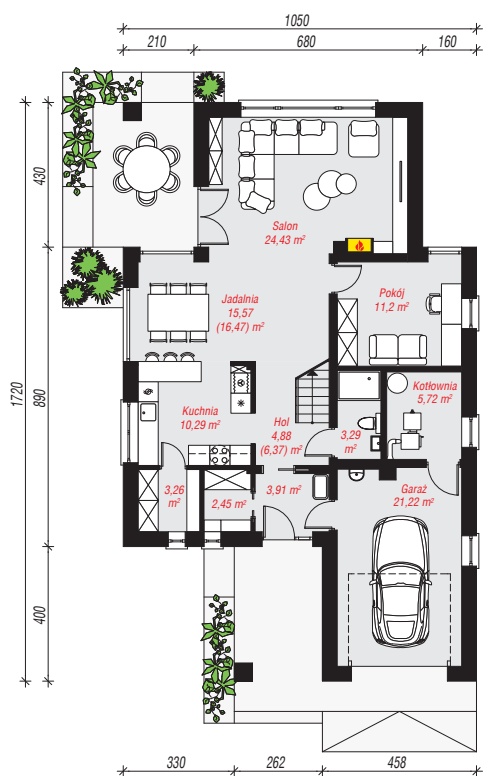 1050
210
680
160
430
890
1720
400
Salon
24,43 m²
Jadalnia
15,57
(16,47) m²
Pokój
11,2 m²
Kuchnia
10,29 m²
Hol
4,88
(6,37) m²
3,29
m²
Kotłownia
5,72 m²
3,26
m²
2,45 m²
3,91 m²
Garaż
21,22 m²
330
262
458